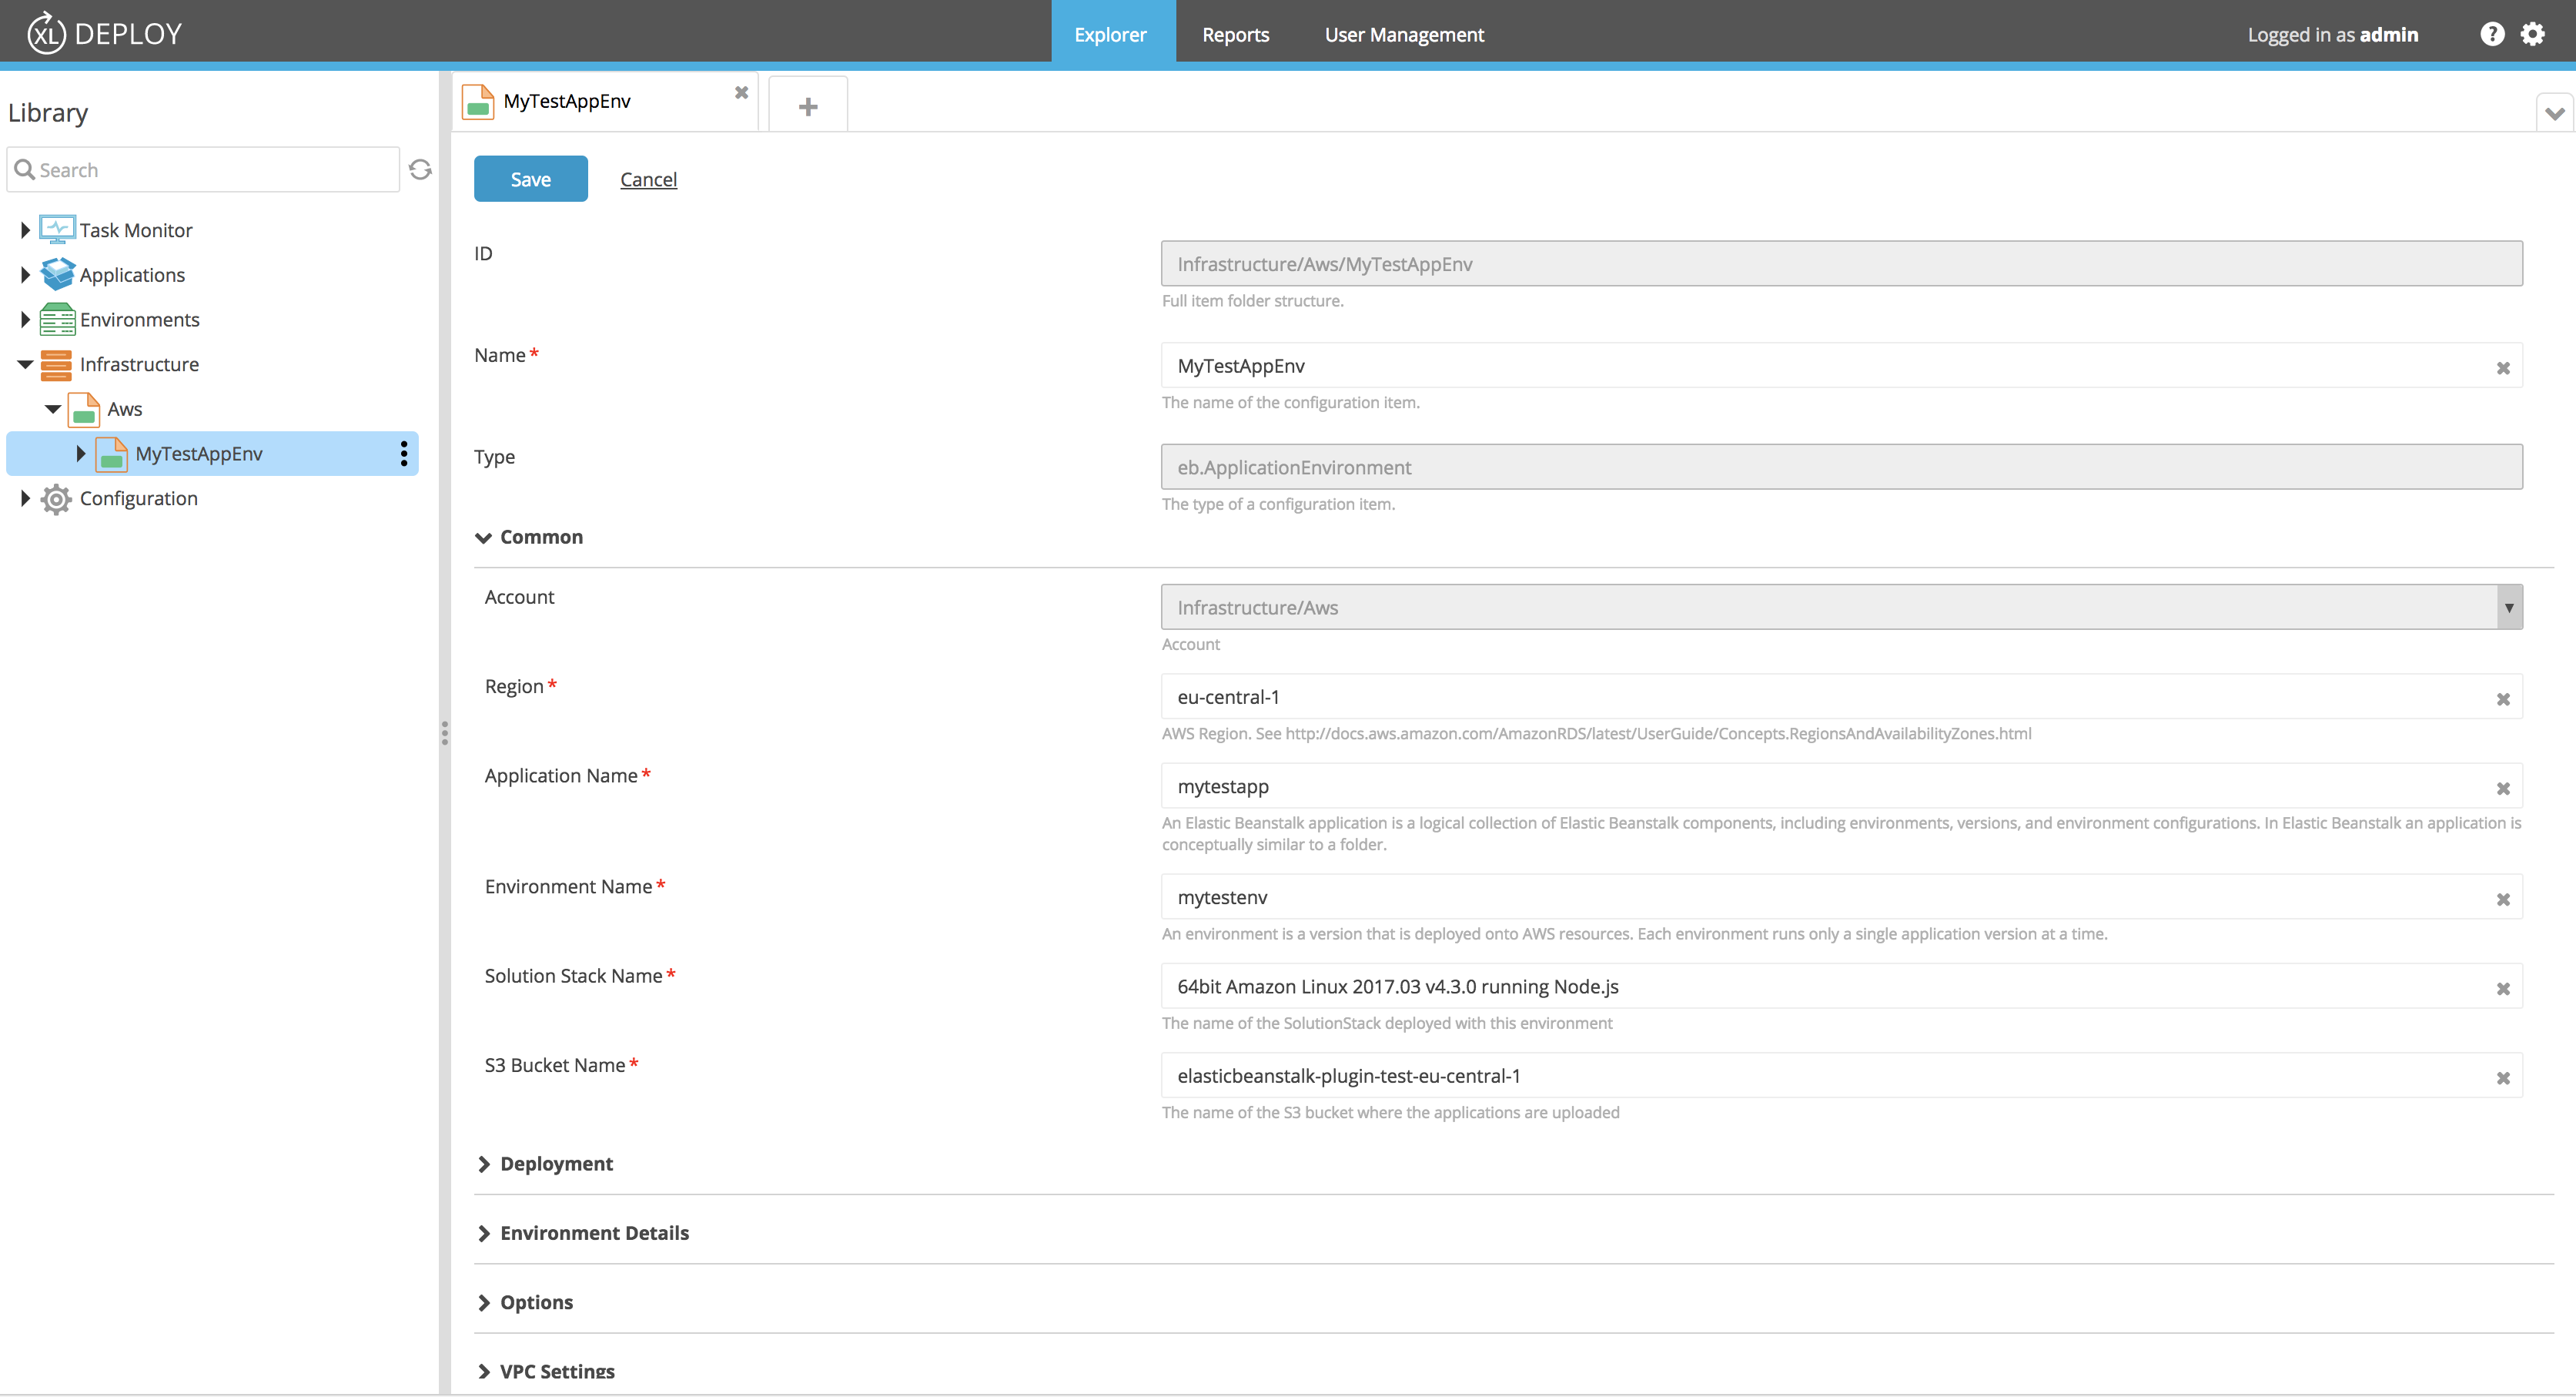 XL DEPLOY
Explorer
Reports
User Management
Logged in as admin
?
Library
Search
Task Monitor
Applications
Environments
Infrastructure
Aws
MyTestAppEnv
Configuration
MyTestAppEnv
Save
Cancel
ID
Infrastructure/Aws/MyTestAppEnv
Full item folder structure.
Name*
MyTestAppEnv
The name of the configuration item.
Type
eb.ApplicationEnvironment
The type of a configuration item.
Common
Account
Infrastructure/Aws
Account
Region*
eu-central-1
AWS Region. See http://docs.aws.amazon.com/AmazonRDS/latest/UserGuide/Concepts.RegionsAndAvailabilityZones.html
Application Name*
mytestapp
An Elastic Beanstalk application is a logical collection of Elastic Beanstalk components, including environments, versions, and environment configurations. In Elastic Beanstalk an application is
conceptually similar to a folder.
Environment Name*
mytestenv
An environment is a version that is deployed onto AWS resources. Each environment runs only a single application version at a time.
Solution Stack Name*
64bit Amazon Linux 2017.03 v4.3.0 running Node.js
The name of the SolutionStack deployed with this environment
S3 Bucket Name*
elasticbeanstalk-plugin-test-eu-central-1
The name of the S3 bucket where the applications are uploaded
Deployment
Environment Details
Options
VPC Settings